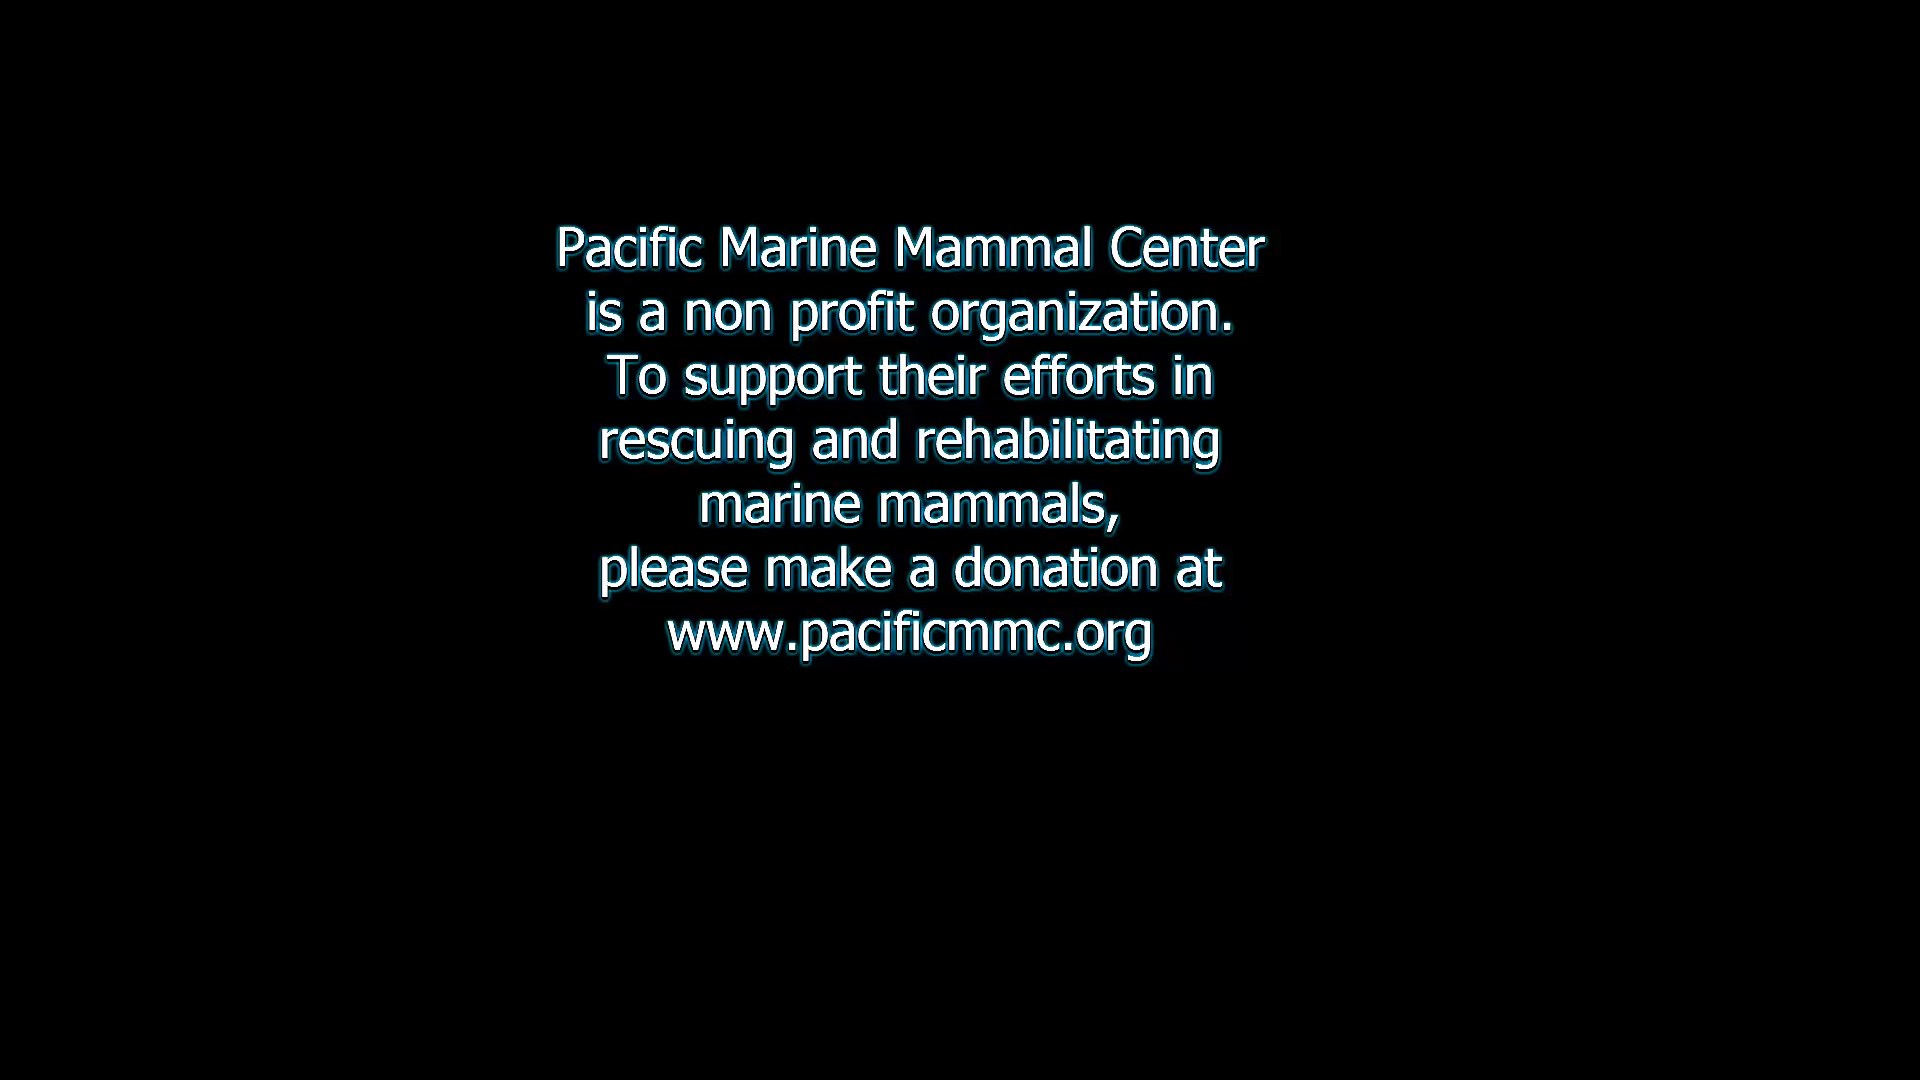 Pacific Marine Mammal Center
is a non profit organization.
To support their efforts in
rescuing and rehabilitating
marine mammals,
please make a donation at
www.pacificmmc.org